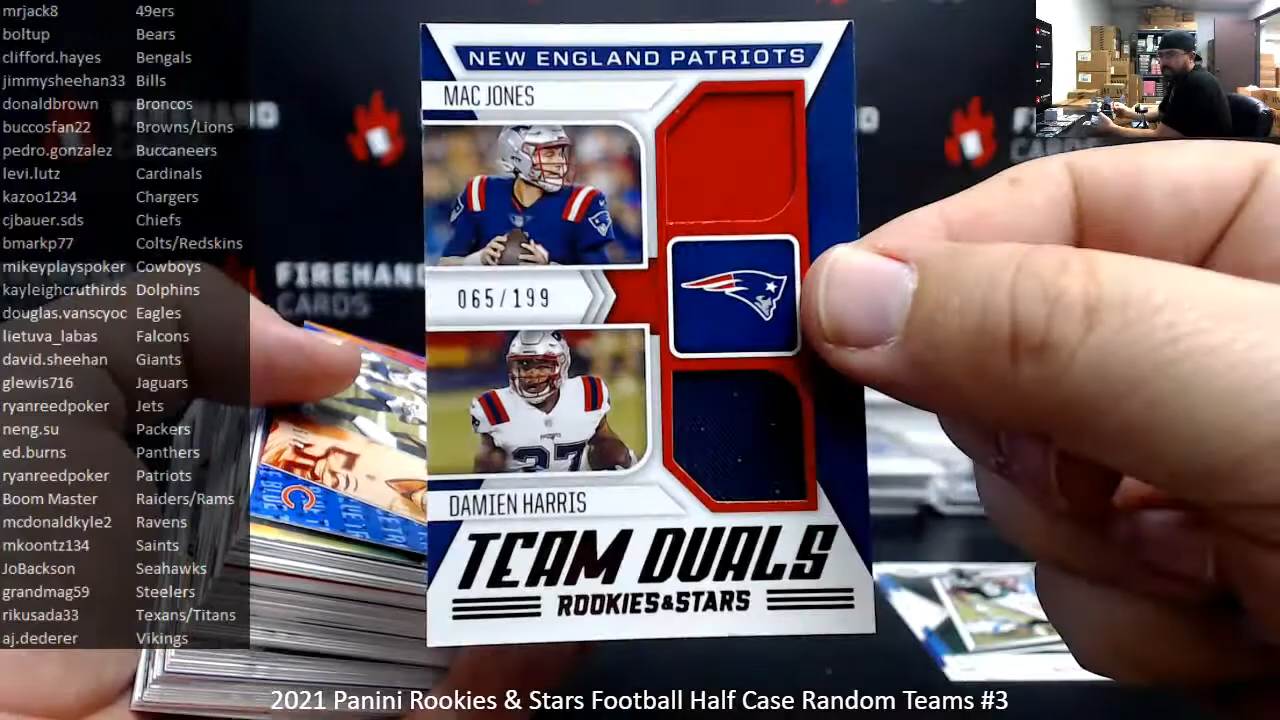 mrjack8 49ers
boltup Bears
clifford.hayes Bengals
jimmysheehan33 Bills
donaldbrown Broncos
buccosfan22 Browns/Lions
pedro.gonzalez Buccaneers
levi.lutz Cardinals
kazoo1234 Chargers
cjbauer.sds Chiefs
bmarkp77 Colts/Redskins
mikeyplayspoker Cowboys
kayleighcruthirds Dolphins
douglas.vanscyoc Eagles
lietuva_labas Falcons
david.sheehan Giants
glewis716 Jaguars
ryanreedpoker Jets
neng.su Packers
ed.burns Panthers
ryanreedpoker Patriots
Boom Master Raiders/Rams
mcdonaldkyle2 Ravens
mkoontz134 Saints
JoBackson Seahawks
grandmag59 Steelers
rikusada33 Texans/Titans
aj.dederer Vikings
FIREHAND
CARDS
NEW ENGLAND PATRIOTS
MAC JONES
065/199
27
DAMIEN HARRIS
TEAM DUALS
ROOKIES & STARS
2021 Panini Rookies & Stars Football Half Case Random Teams #3